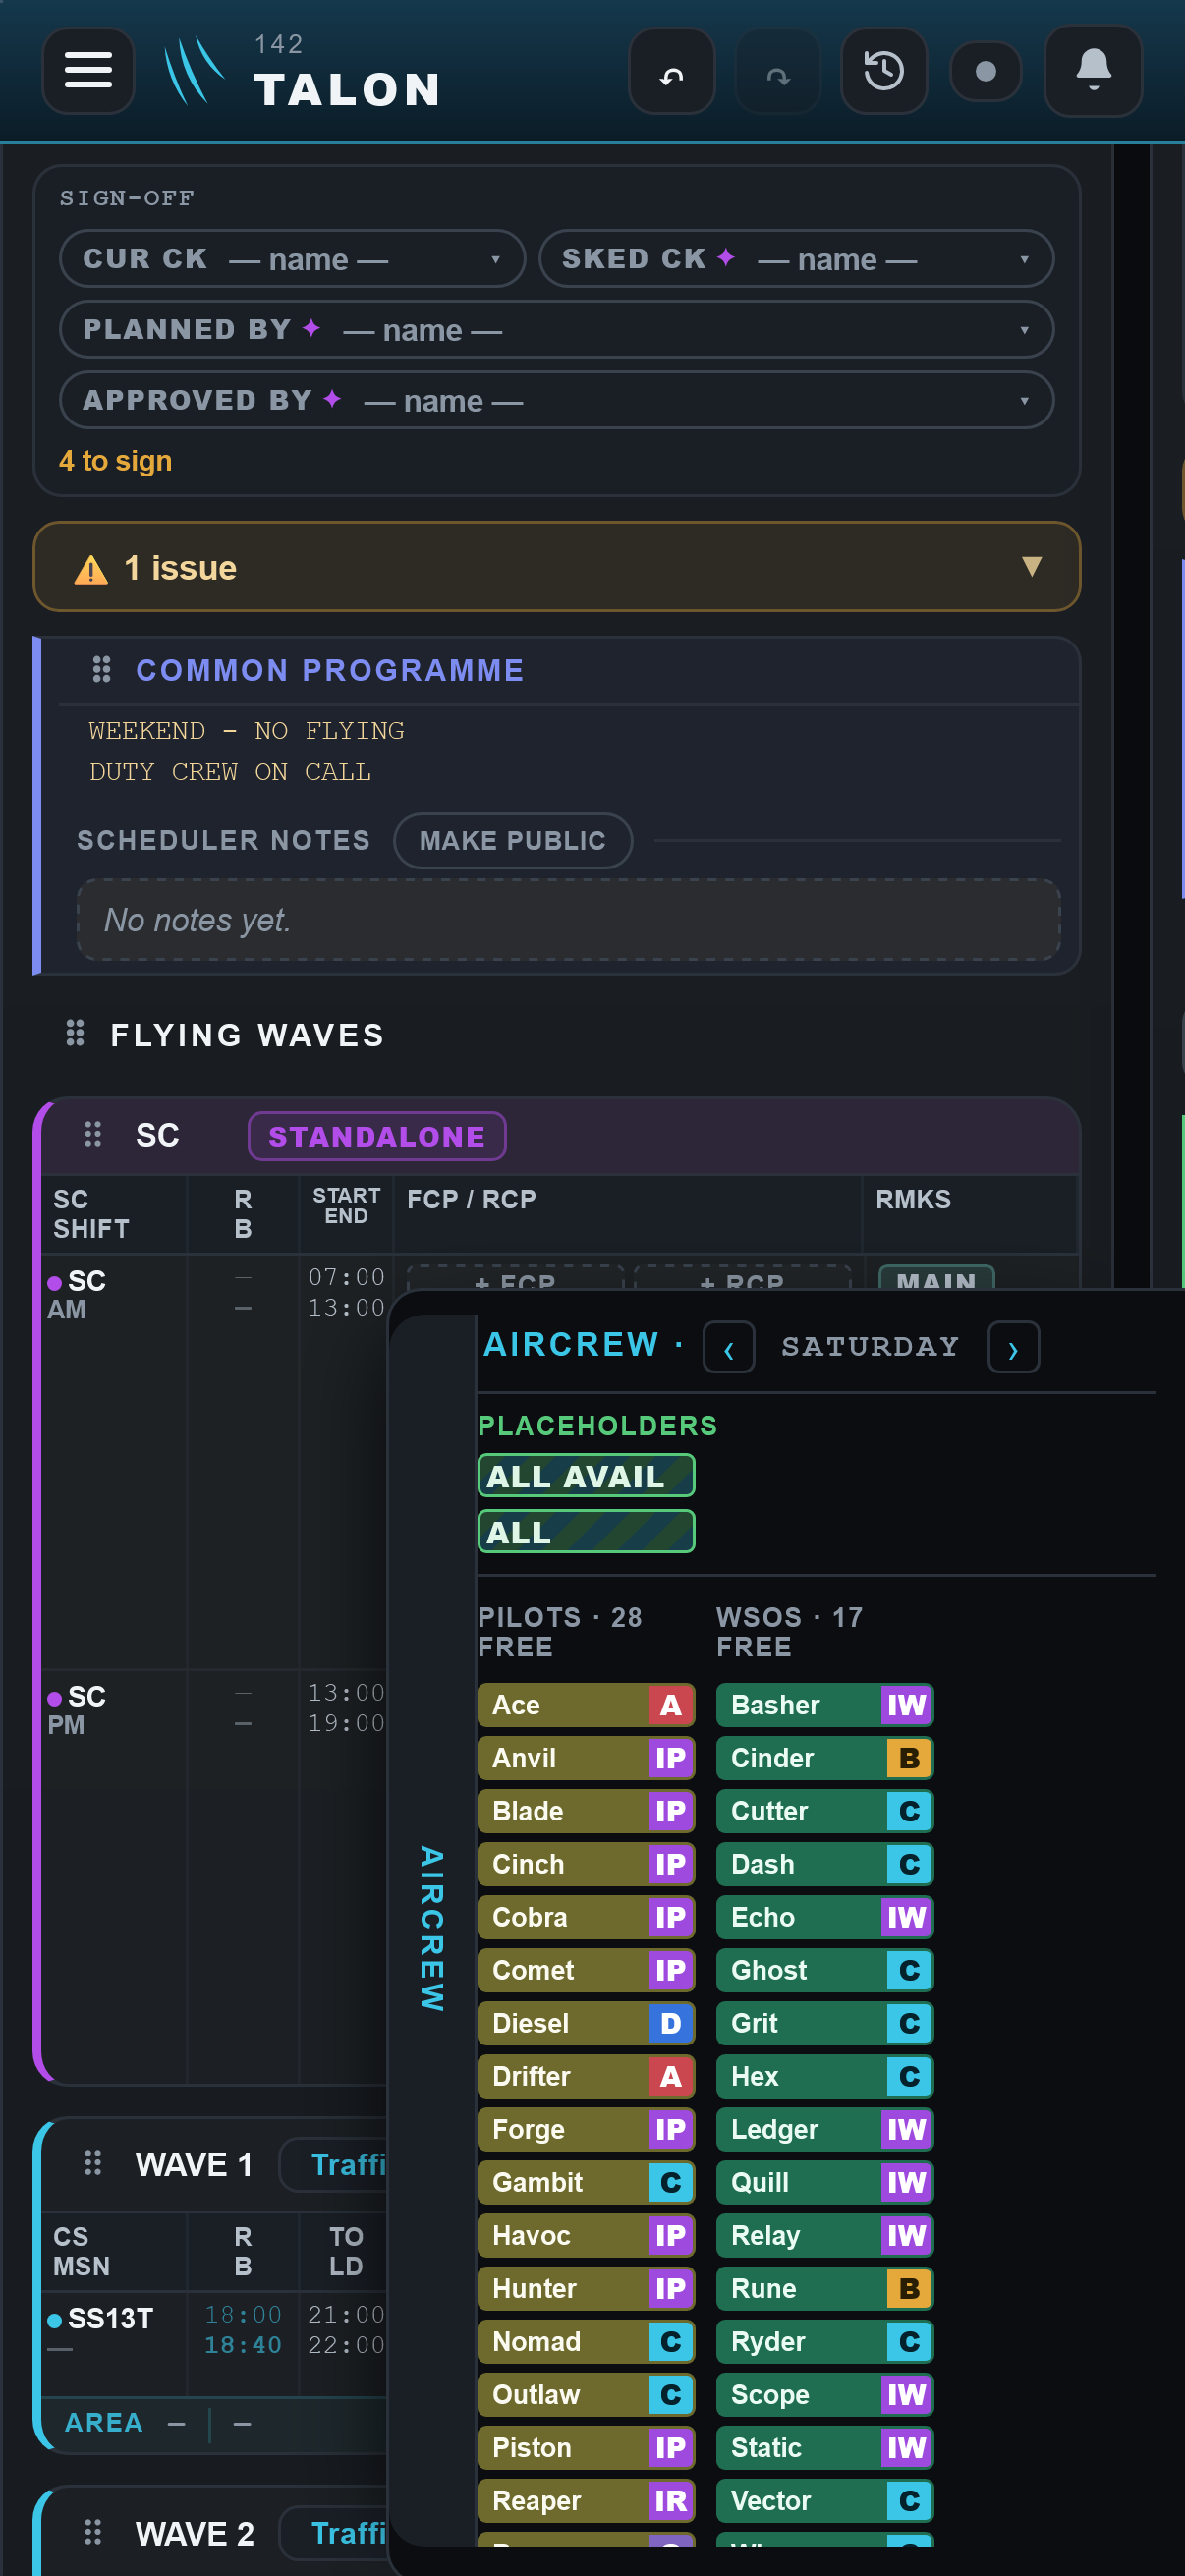 142
TALON
SIGN-OFF
CUR CK — name —
SKED CK ✦ — name —
PLANNED BY ✦ — name —
APPROVED BY ✦ — name —
4 to sign
1 issue
COMMON PROGRAMME
WEEKEND - NO FLYING
DUTY CREW ON CALL
SCHEDULER NOTES MAKE PUBLIC
No notes yet.
FLYING WAVES
SC STANDALONE
SC SHIFT
R B
START END
FCP / RCP
RMKS
SC AM
— —
07:00 13:00
+ FCP
+ RCP
MAIN
SC PM
— —
13:00 19:00
WAVE 1 Traffi
CS MSN
R B
TO LD
SS13T —
18:00 18:40
21:00 22:00
AREA — | —
WAVE 2 Traffi
AIRCREW
AIRCREW · ‹ SATURDAY ›
PLACEHOLDERS
ALL AVAIL
ALL
PILOTS · 28 FREE
Ace A
Anvil IP
Blade IP
Cinch IP
Cobra IP
Comet IP
Diesel D
Drifter A
Forge IP
Gambit C
Havoc IP
Hunter IP
Nomad C
Outlaw C
Piston IP
Reaper IR
WSOS · 17 FREE
Basher IW
Cinder B
Cutter C
Dash C
Echo IW
Ghost C
Grit C
Hex C
Ledger IW
Quill IW
Relay IW
Rune B
Ryder C
Scope IW
Static IW
Vector C